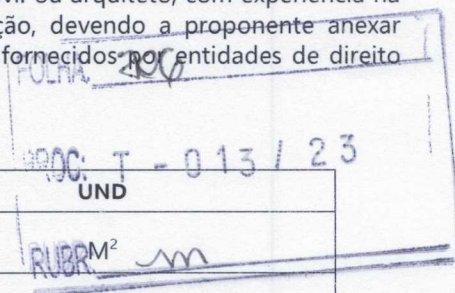 vil ou arquiteto, com experiência na
ção, devendo a proponente anexar
fornecidos por entidades de direito
FOLHA: 206
PROC: T - 013 / 23
UND
RUBR. M²